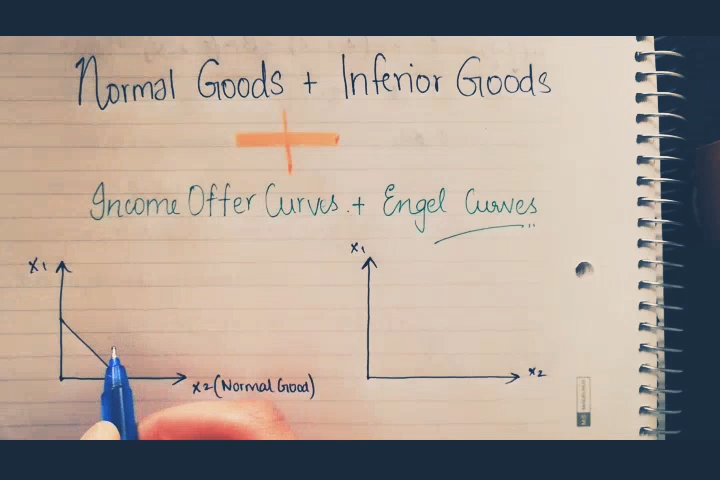 Normal Goods + Inferior Goods
+
Income Offer Curves. + Engel Curves
x1
x1
x2 (Normal Good)
x2